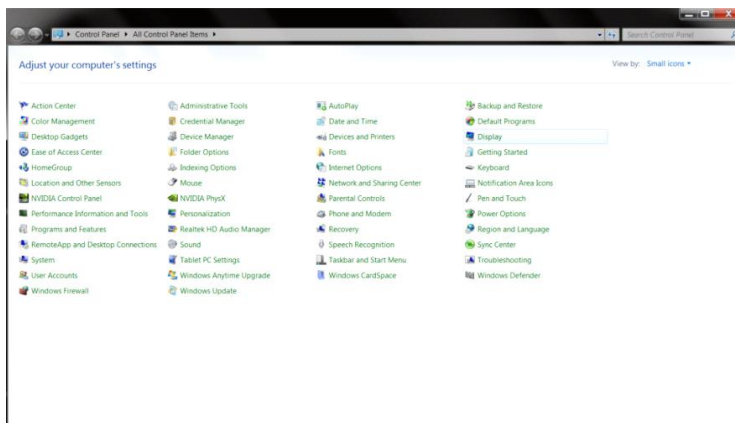 Control Panel ▸ All Control Panel Items ▸ Search Control Panel
Adjust your computer's settings View by: Small icons
Action Center Administrative Tools AutoPlay Backup and Restore
Color Management Credential Manager Date and Time Default Programs
Desktop Gadgets Device Manager Devices and Printers Display
Ease of Access Center Folder Options Fonts Getting Started
HomeGroup Indexing Options Internet Options Keyboard
Location and Other Sensors Mouse Network and Sharing Center Notification Area Icons
NVIDIA Control Panel NVIDIA PhysX Parental Controls Pen and Touch
Performance Information and Tools Personalization Phone and Modem Power Options
Programs and Features Realtek HD Audio Manager Recovery Region and Language
RemoteApp and Desktop Connections Sound Speech Recognition Sync Center
System Tablet PC Settings Taskbar and Start Menu Troubleshooting
User Accounts Windows Anytime Upgrade Windows CardSpace Windows Defender
Windows Firewall Windows Update